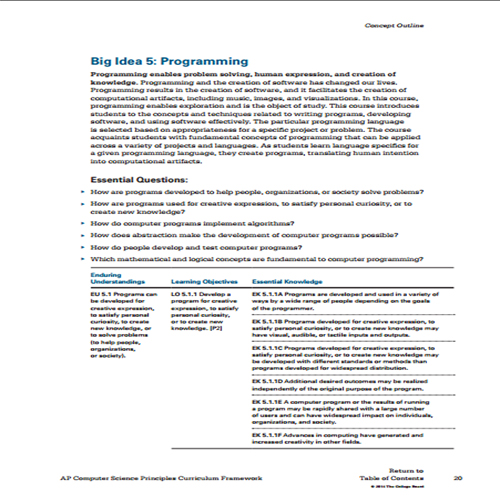 Concept Outline
Big Idea 5: Programming
Programming enables problem solving, human expression, and creation of
knowledge. Programming and the creation of software has changed our lives.
Programming results in the creation of software, and it facilitates the creation of
computational artifacts, including music, images, and visualizations. In this course,
programming enables exploration and is the object of study. This course introduces
students to the concepts and techniques related to writing programs, developing
software, and using software effectively. The particular programming language
is selected based on appropriateness for a specific project or problem. The course
acquaints students with fundamental concepts of programming that can be applied
across a variety of projects and languages. As students learn language specifics for
a given programming language, they create programs, translating human intention
into computational artifacts.
Essential Questions:
► How are programs developed to help people, organizations, or society solve problems?
► How are programs used for creative expression, to satisfy personal curiosity, or to
create new knowledge?
► How do computer programs implement algorithms?
► How does abstraction make the development of computer programs possible?
► How do people develop and test computer programs?
► Which mathematical and logical concepts are fundamental to computer programming?
Enduring
Understandings
Learning Objectives
Essential Knowledge
EU 5.1 Programs can
be developed for
creative expression,
to satisfy personal
curiosity, to create
new knowledge, or
to solve problems
(to help people,
organizations,
or society).
LO 5.1.1 Develop a
program for creative
expression, to satisfy
personal curiosity,
or to create new
knowledge. [P2]
EK 5.1.1A Programs are developed and used in a variety of
ways by a wide range of people depending on the goals
of the programmer.
EK 5.1.1B Programs developed for creative expression, to
satisfy personal curiosity, or to create new knowledge may
have visual, audible, or tactile inputs and outputs.
EK 5.1.1C Programs developed for creative expression, to
satisfy personal curiosity, or to create new knowledge may
be developed with different standards or methods than
programs developed for widespread distribution.
EK 5.1.1D Additional desired outcomes may be realized
independently of the original purpose of the program.
EK 5.1.1E A computer program or the results of running
a program may be rapidly shared with a large number
of users and can have widespread impact on individuals,
organizations, and society.
EK 5.1.1F Advances in computing have generated and
increased creativity in other fields.
AP Computer Science Principles Curriculum Framework
Return to
Table of Contents
© 2014 The College Board
20